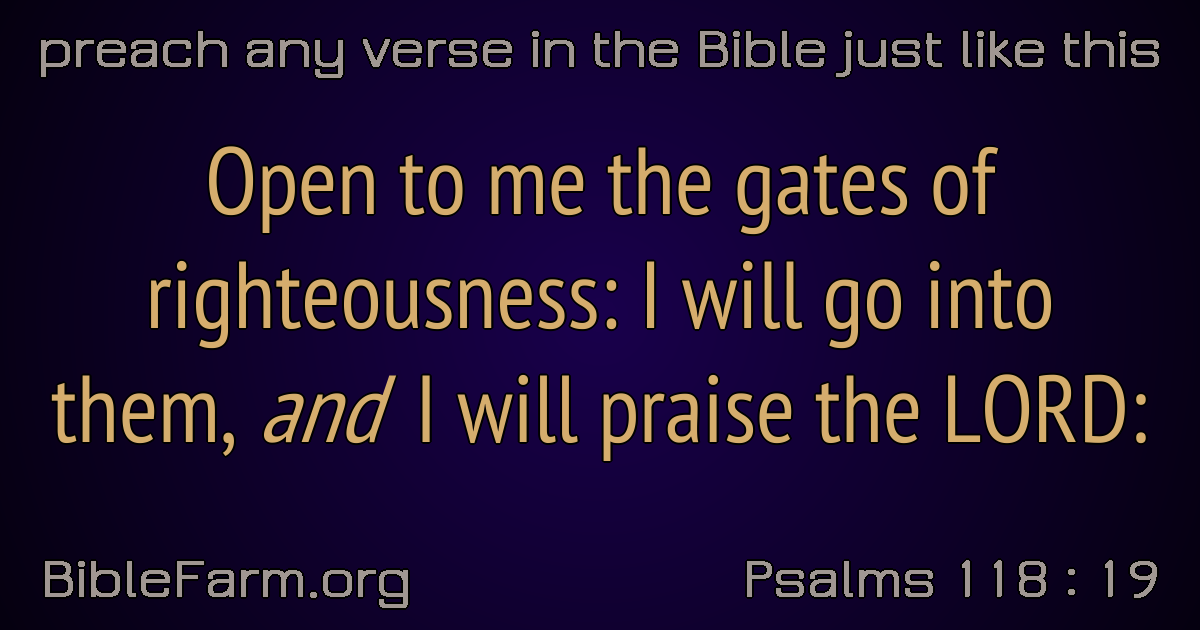 preach any verse in the Bible just like this
Open to me the gates of
righteousness: I will go into
them, and I will praise the LORD:
BibleFarm.org
Psalms 118 : 19